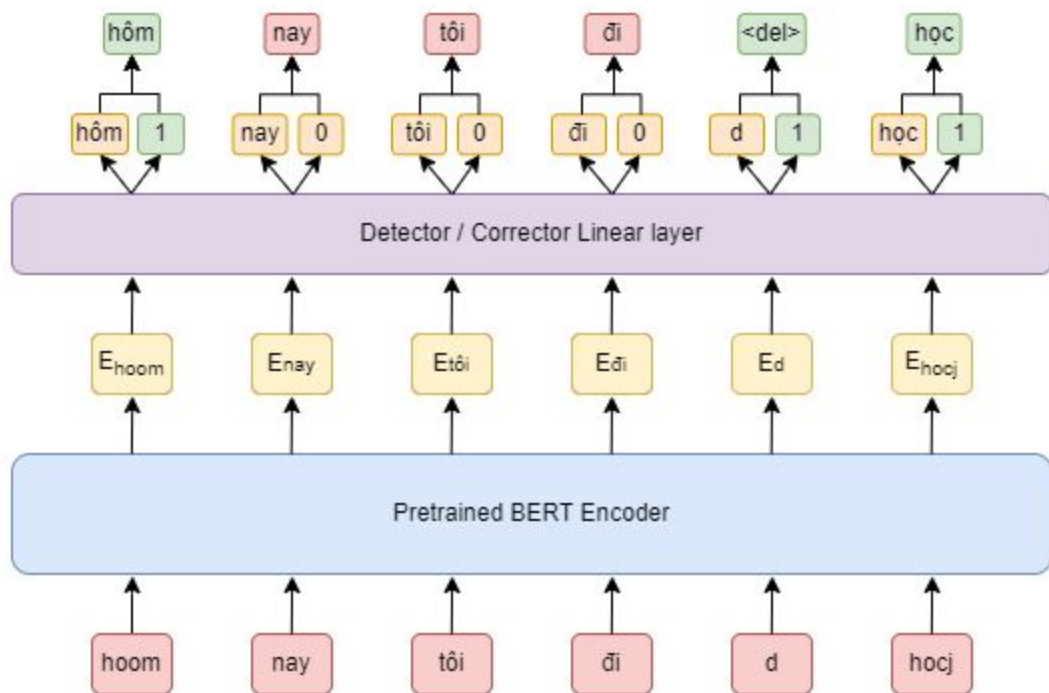 hôm nay tôi đi <del> học
hôm 1 nay 0 tôi 0 đi 0 d 1 học 1
Detector / Corrector Linear layer
Ehoom Enay Etôi Eđi Ed Ehocj
Pretrained BERT Encoder
hoom nay tôi đi d hocj